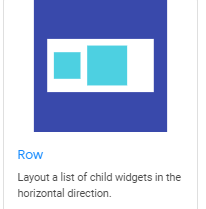 Row
Layout a list of child widgets in the
horizontal direction.